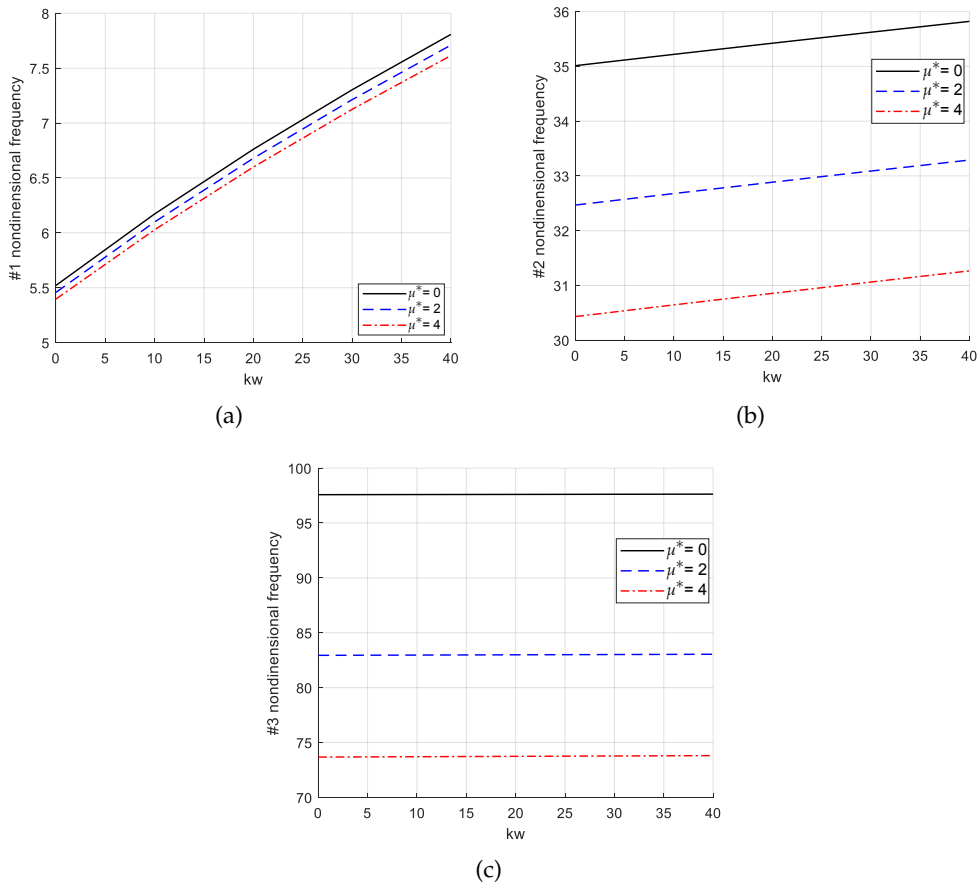 8
7.5
7
6.5
6
5.5
5
#1 nondinensional frequency
μ*= 0
μ*= 2
μ*= 4
0 5 10 15 20 25 30 35 40
kw
(a)
36
35
34
33
32
31
30
#2 nondinensional frequency
μ*= 0
μ*= 2
μ*= 4
0 5 10 15 20 25 30 35 40
kw
(b)
100
95
90
85
80
75
70
#3 nondinensional frequency
μ*= 0
μ*= 2
μ*= 4
0 5 10 15 20 25 30 35 40
kw
(c)